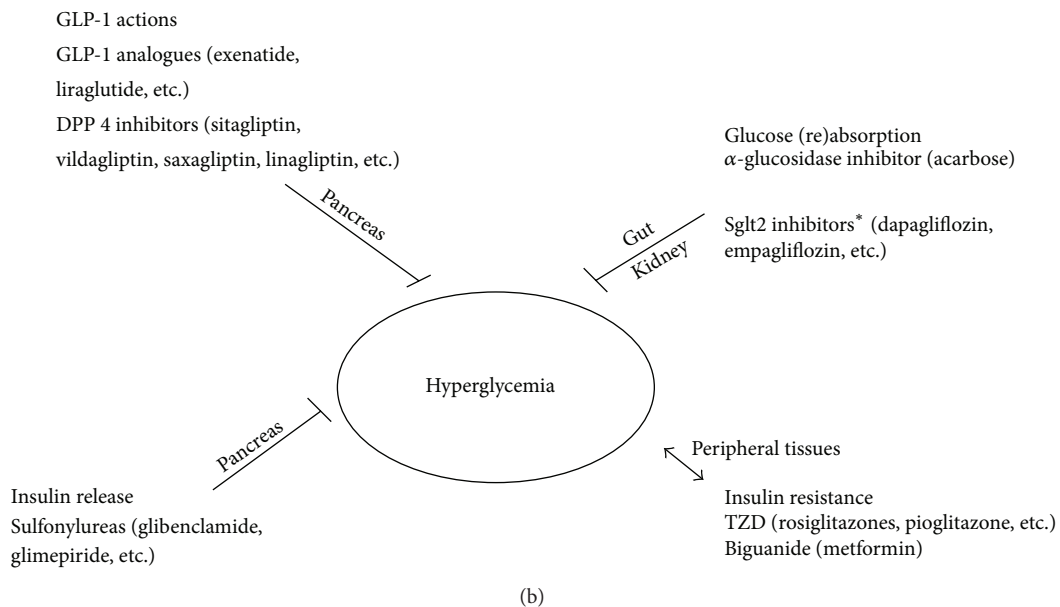 GLP-1 actions
GLP-1 analogues (exenatide,
liraglutide, etc.)
DPP 4 inhibitors (sitagliptin,
vildagliptin, saxagliptin, linagliptin, etc.)
Pancreas
Glucose (re)absorption
α-glucosidase inhibitor (acarbose)
Sglt2 inhibitors* (dapagliflozin,
empagliflozin, etc.)
Gut
Kidney
Hyperglycemia
Pancreas
Insulin release
Sulfonylureas (glibenclamide,
glimepiride, etc.)
Peripheral tissues
Insulin resistance
TZD (rosiglitazones, pioglitazone, etc.)
Biguanide (metformin)
(b)